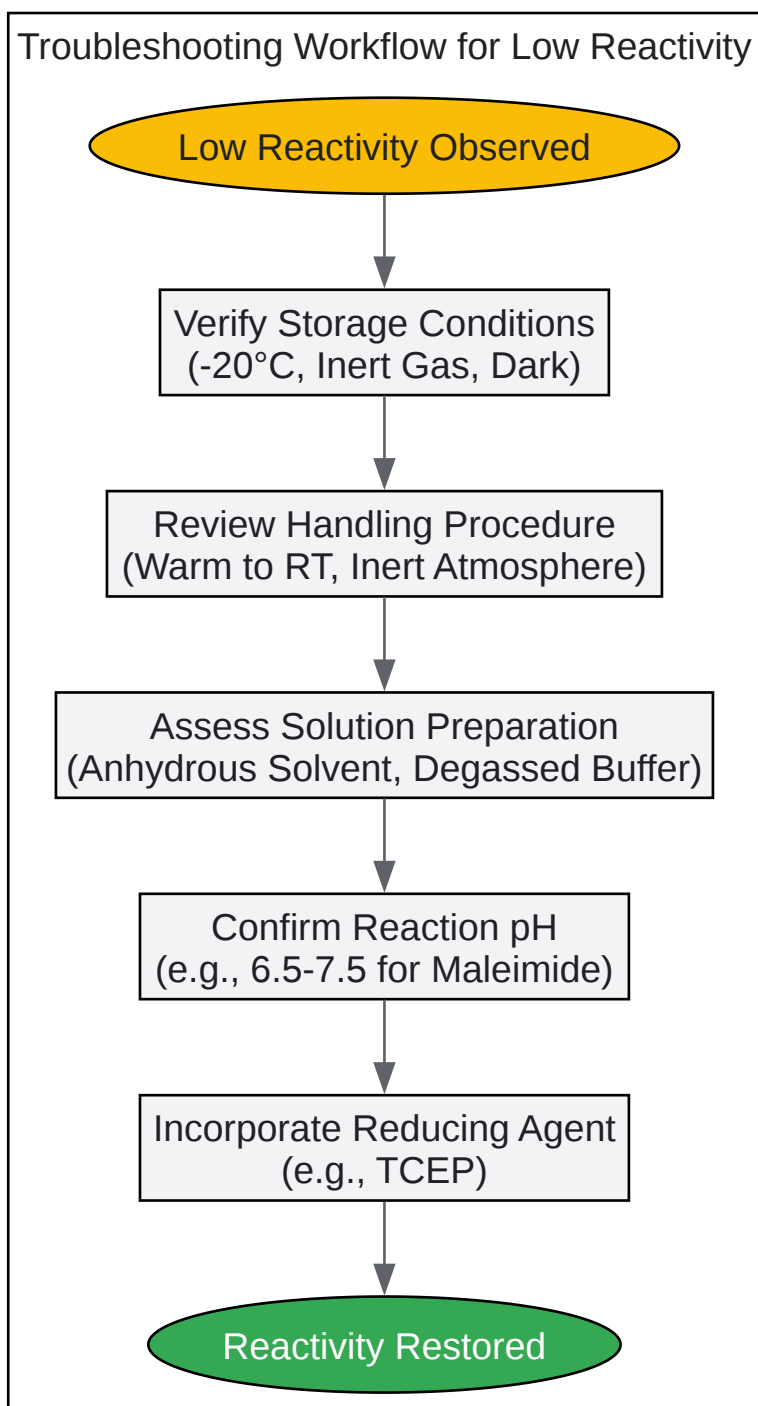 Troubleshooting Workflow for Low Reactivity
Low Reactivity Observed
Verify Storage Conditions
(-20°C, Inert Gas, Dark)
Review Handling Procedure
(Warm to RT, Inert Atmosphere)
Assess Solution Preparation
(Anhydrous Solvent, Degassed Buffer)
Confirm Reaction pH
(e.g., 6.5-7.5 for Maleimide)
Incorporate Reducing Agent
(e.g., TCEP)
Reactivity Restored